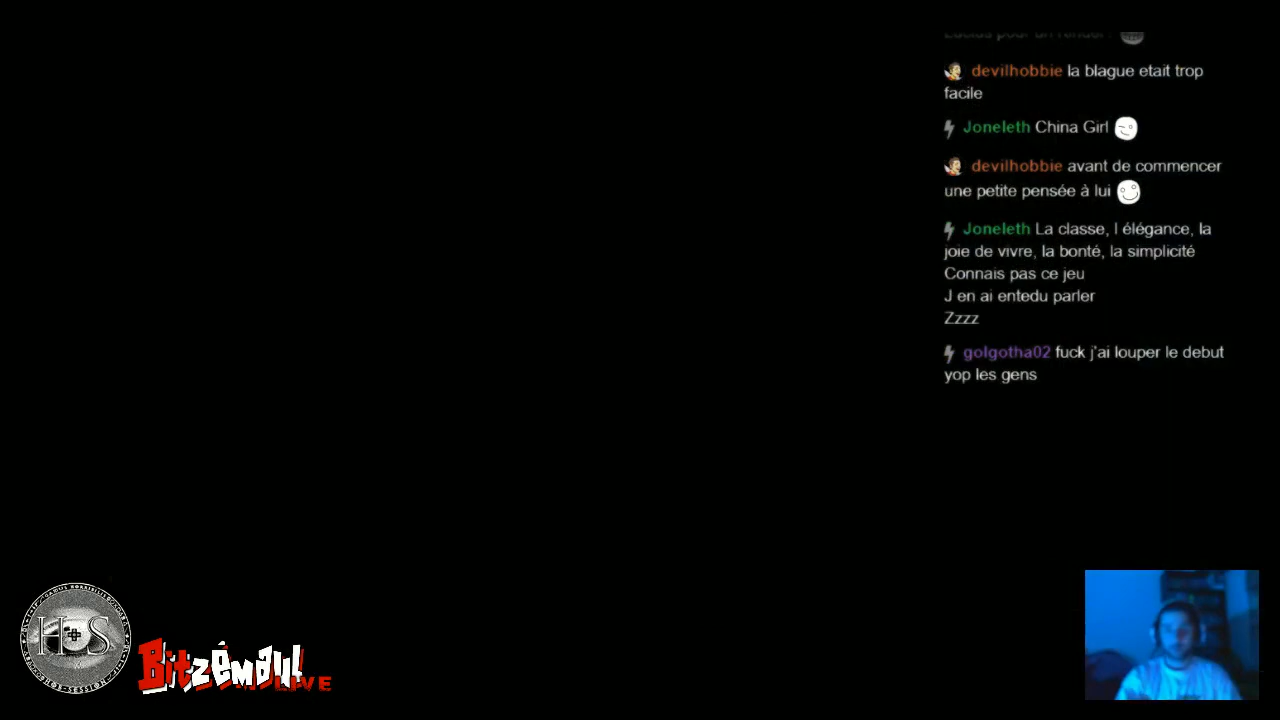 devilhobbie la blague etait trop
facile
Joneleth China Girl
devilhobbie avant de commencer
une petite pensée à lui
Joneleth La classe, l élégance, la
joie de vivre, la bonté, la simplicité
Connais pas ce jeu
J en ai entedu parler
Zzzz
golgotha02 fuck j'ai louper le debut
yop les gens
HS
Bitzémau!
LIVE